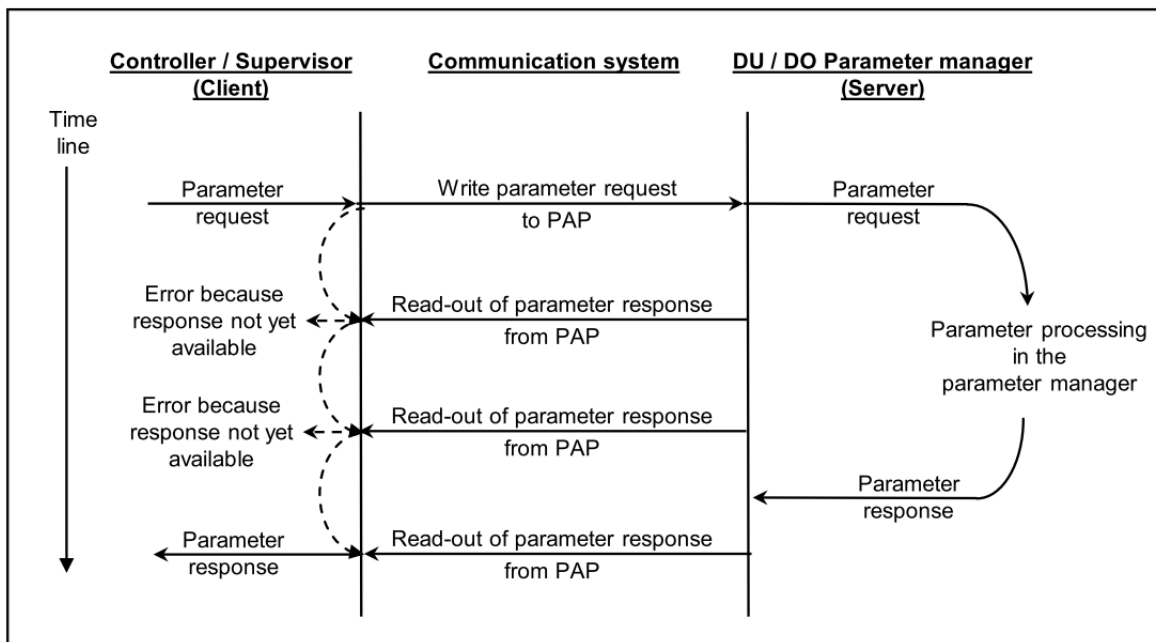 Controller / Supervisor
(Client)
Communication system
DU / DO Parameter manager
(Server)
Time
line
Parameter
request
Write parameter request
to PAP
Parameter
request
Error because
response not yet
available
Read-out of parameter response
from PAP
Parameter processing
in the
parameter manager
Error because
response not yet
available
Read-out of parameter response
from PAP
Parameter
response
Parameter
response
Read-out of parameter response
from PAP